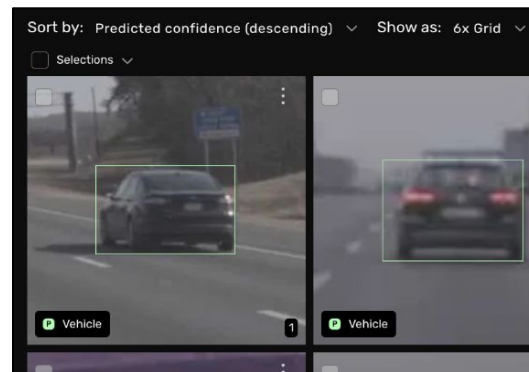 Sort by: Predicted confidence (descending) Show as: 6x Grid
Selections
P Vehicle
1
P Vehicle